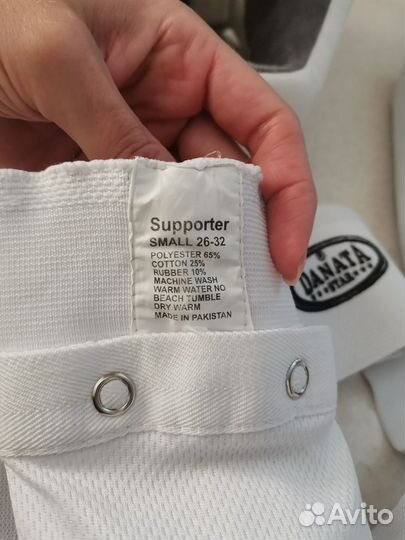 Supporter
SMALL 26-32
POLYESTER 65%
COTTON 25%
RUBBER 10%
MACHINE WASH
WARM WATER NO
BEACH TUMBLE
DRY WARM
MADE IN PAKISTAN
DANATA
STAR
Avito